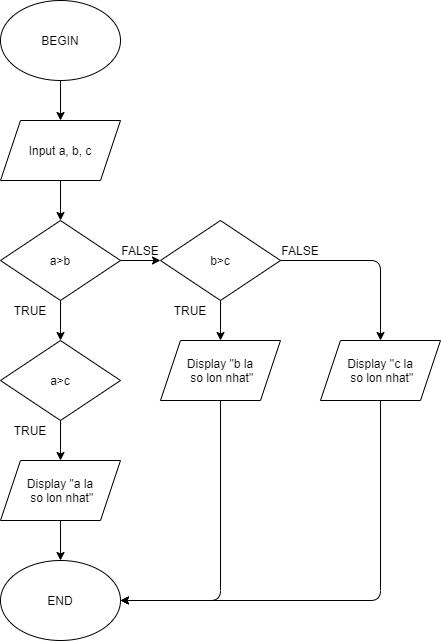 BEGIN
Input a, b, c
a>b
FALSE
b>c
FALSE
TRUE
TRUE
a>c
Display "b la
so lon nhat"
Display "c la
so lon nhat"
TRUE
Display "a la
so lon nhat"
END